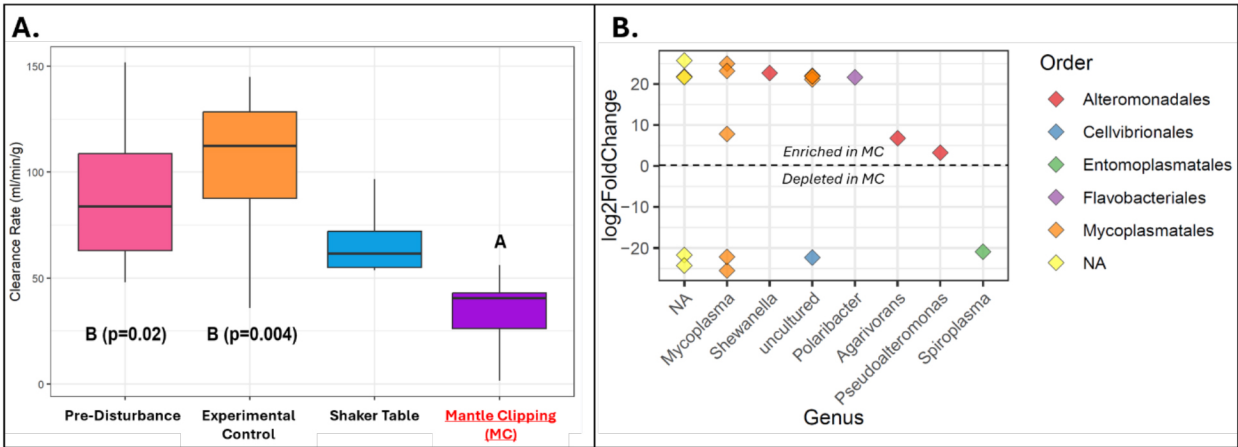 A.
Clearance Rate (ml/min/g)
150
100
50
0
B (p=0.02)
B (p=0.004)
A
Pre-Disturbance
Experimental
Control
Shaker Table
Mantle Clipping
(MC)
B.
log2FoldChange
20
10
0
−10
−20
Enriched in MC
Depleted in MC
NA
Mycoplasma
Shewanella
uncultured
Polaribacter
Agarivorans
Pseudoalteromonas
Spiroplasma
Genus
Order
Alteromonadales
Cellvibrionales
Entomoplasmatales
Flavobacteriales
Mycoplasmatales
NA